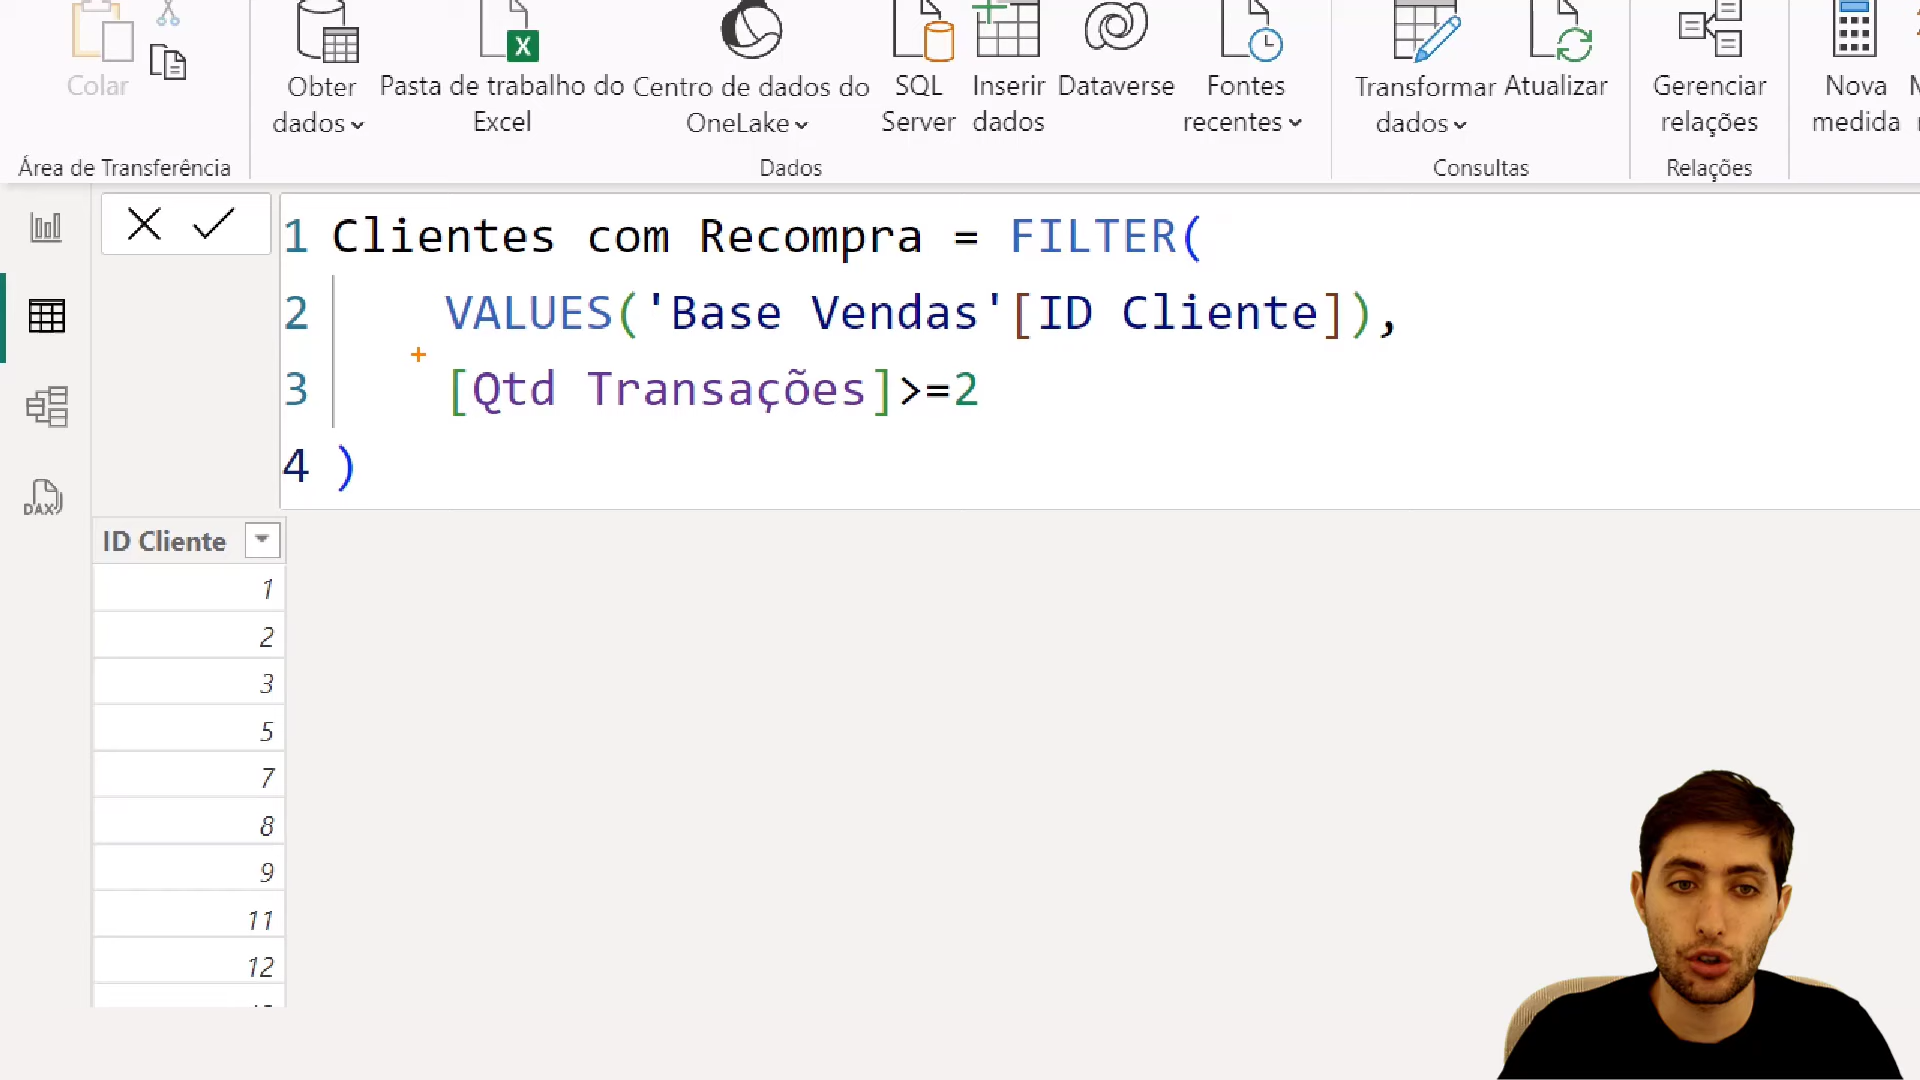 Colar
Obter dados
Pasta de trabalho do Excel
Centro de dados do OneLake
SQL Server
Inserir dados
Dataverse
Fontes recentes
Transformar dados
Atualizar
Gerenciar relações
Nova medida
Área de Transferência
Dados
Consultas
Relações
1 Clientes com Recompra = FILTER(
2 VALUES('Base Vendas'[ID Cliente]),
3 [Qtd Transações]>=2
4 )
DAX
ID Cliente
1
2
3
5
7
8
9
11
12